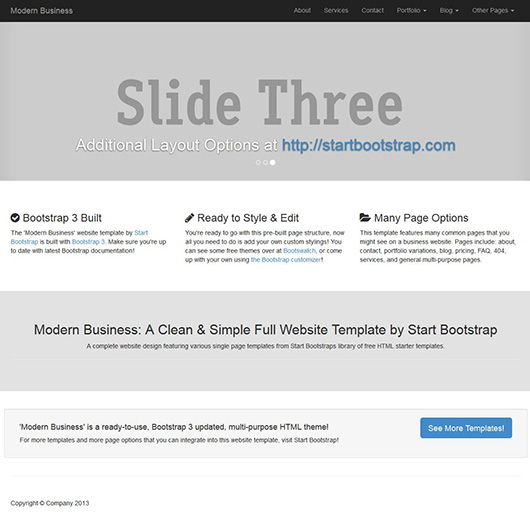 Modern Business About Services Contact Portfolio Blog Other Pages
Slide Three
Additional Layout Options at http://startbootstrap.com
Bootstrap 3 Built
The 'Modern Business' website template by Start
Bootstrap is built with Bootstrap 3. Make sure you're up
to date with latest Bootstrap documentation!
Ready to Style & Edit
You're ready to go with this pre-built page structure, now
all you need to do is add your own custom stylings! You
can see some free themes over at Bootswatch, or come
up with your own using the Bootstrap customizer!
Many Page Options
This template features many common pages that you
might see on a business website. Pages include: about,
contact, portfolio variations, blog, pricing, FAQ, 404,
services, and general multi-purpose pages.
Modern Business: A Clean & Simple Full Website Template by Start Bootstrap
A complete website design featuring various single page templates from Start Bootstraps library of free HTML starter templates.
'Modern Business' is a ready-to-use, Bootstrap 3 updated, multi-purpose HTML theme!
For more templates and more page options that you can integrate into this website template, visit Start Bootstrap!
See More Templates!
Copyright © Company 2013